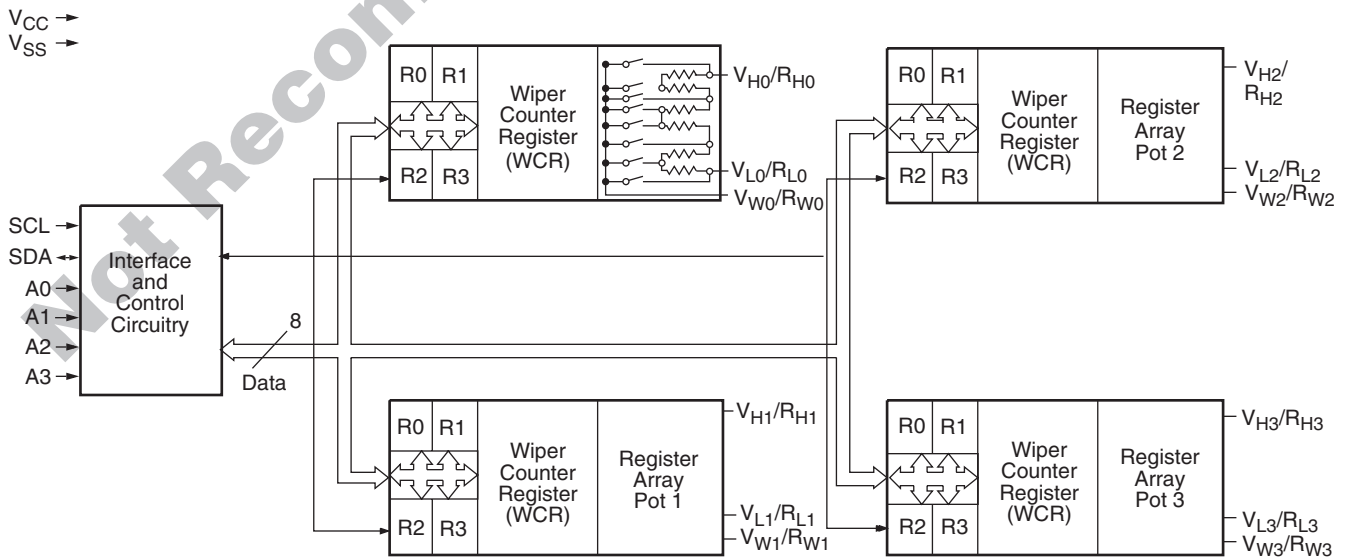 VCC
VSS
SCL
SDA
A0
A1
A2
A3
Interface
and
Control
Circuitry
8
Data
R0 R1
R2 R3
Wiper
Counter
Register
(WCR)
VH0/RH0
VL0/RL0
VW0/RW0
R0 R1
R2 R3
Wiper
Counter
Register
(WCR)
Register
Array
Pot 2
VH2/
RH2
VL2/RL2
VW2/RW2
R0 R1
R2 R3
Wiper
Counter
Register
(WCR)
Register
Array
Pot 1
VH1/RH1
VL1/RL1
VW1/RW1
R0 R1
R2 R3
Wiper
Counter
Register
(WCR)
Register
Array
Pot 3
VH3/RH3
VL3/RL3
VW3/RW3
Not